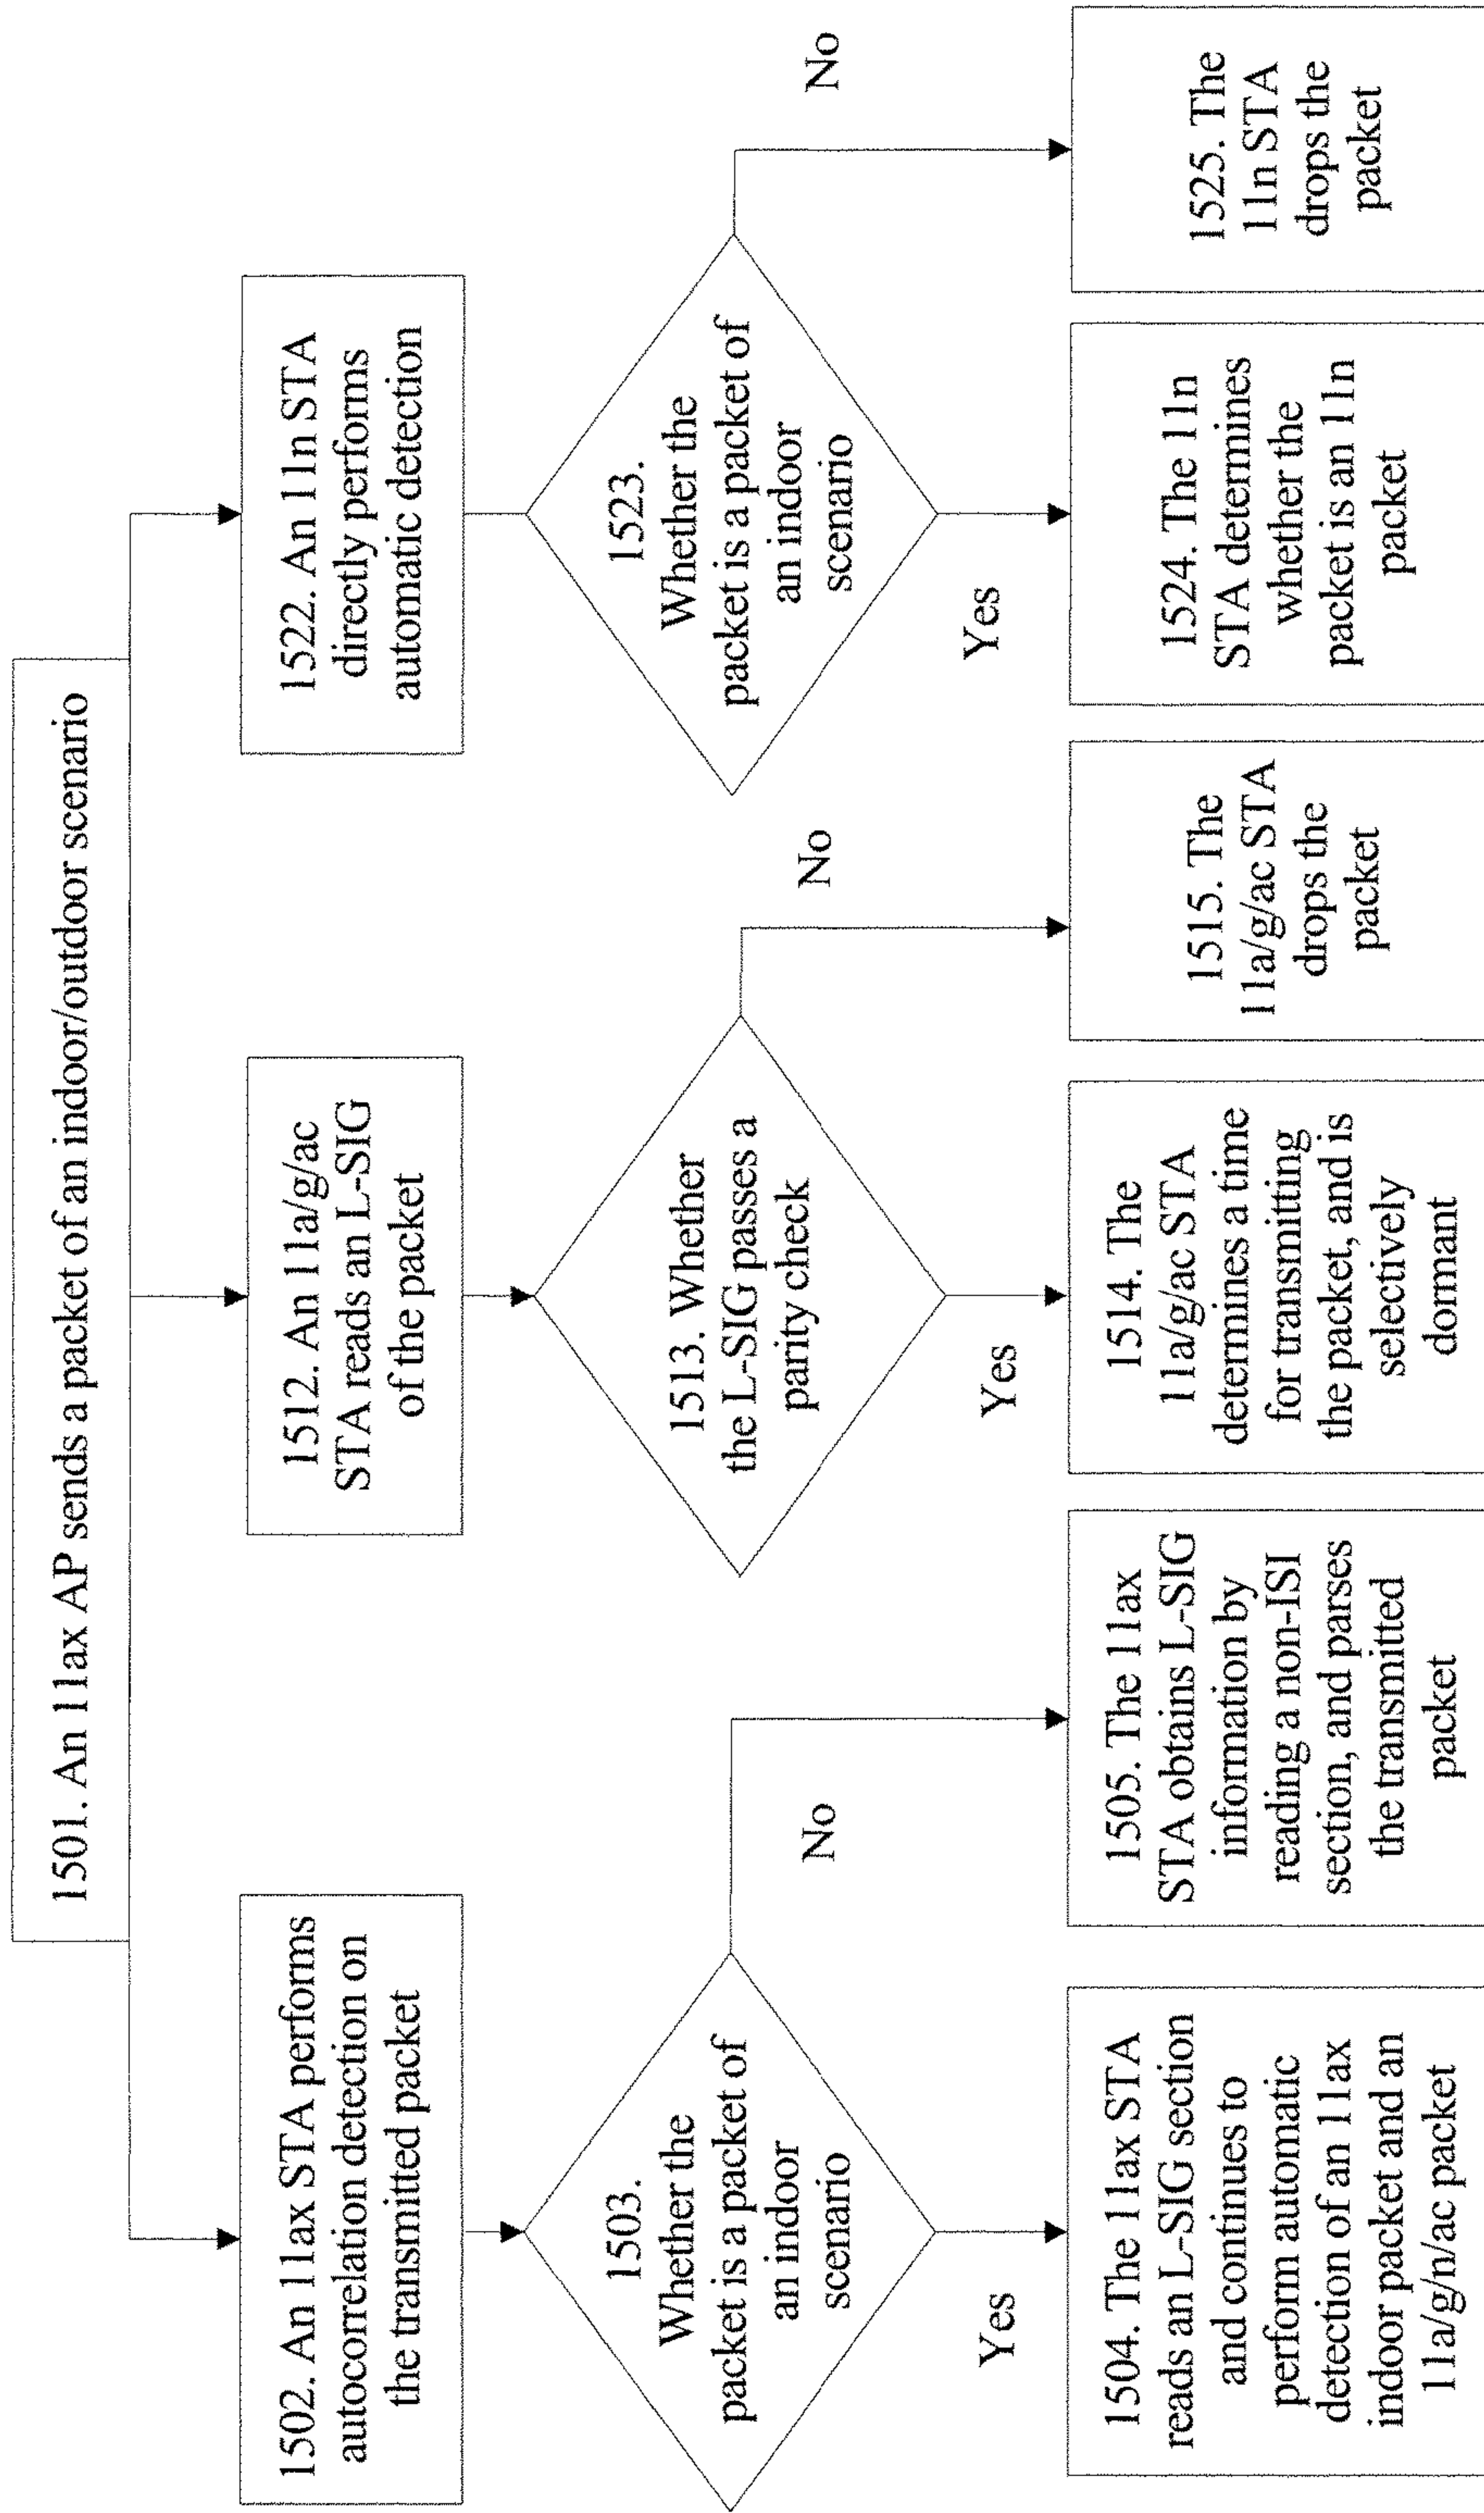 1501. An 11ax AP sends a packet of an indoor/outdoor scenario
1502. An 11ax STA performs
autocorrelation detection on
the transmitted packet
1503.
Whether the
packet is a packet of
an indoor
scenario
Yes
No
1504. The 11ax STA
reads an L-SIG section
and continues to
perform automatic
detection of an 11ax
indoor packet and an
11a/g/n/ac packet
1505. The 11ax
STA obtains L-SIG
information by
reading a non-ISI
section, and parses
the transmitted
packet
1512. An 11a/g/ac
STA reads an L-SIG
of the packet
1513. Whether
the L-SIG passes a
parity check
Yes
No
1514. The
11a/g/ac STA
determines a time
for transmitting
the packet, and is
selectively
dormant
1515. The
11a/g/ac STA
drops the
packet
1522. An 11n STA
directly performs
automatic detection
1523.
Whether the
packet is a packet of
an indoor
scenario
Yes
No
1524. The 11n
STA determines
whether the
packet is an 11n
packet
1525. The
11n STA
drops the
packet